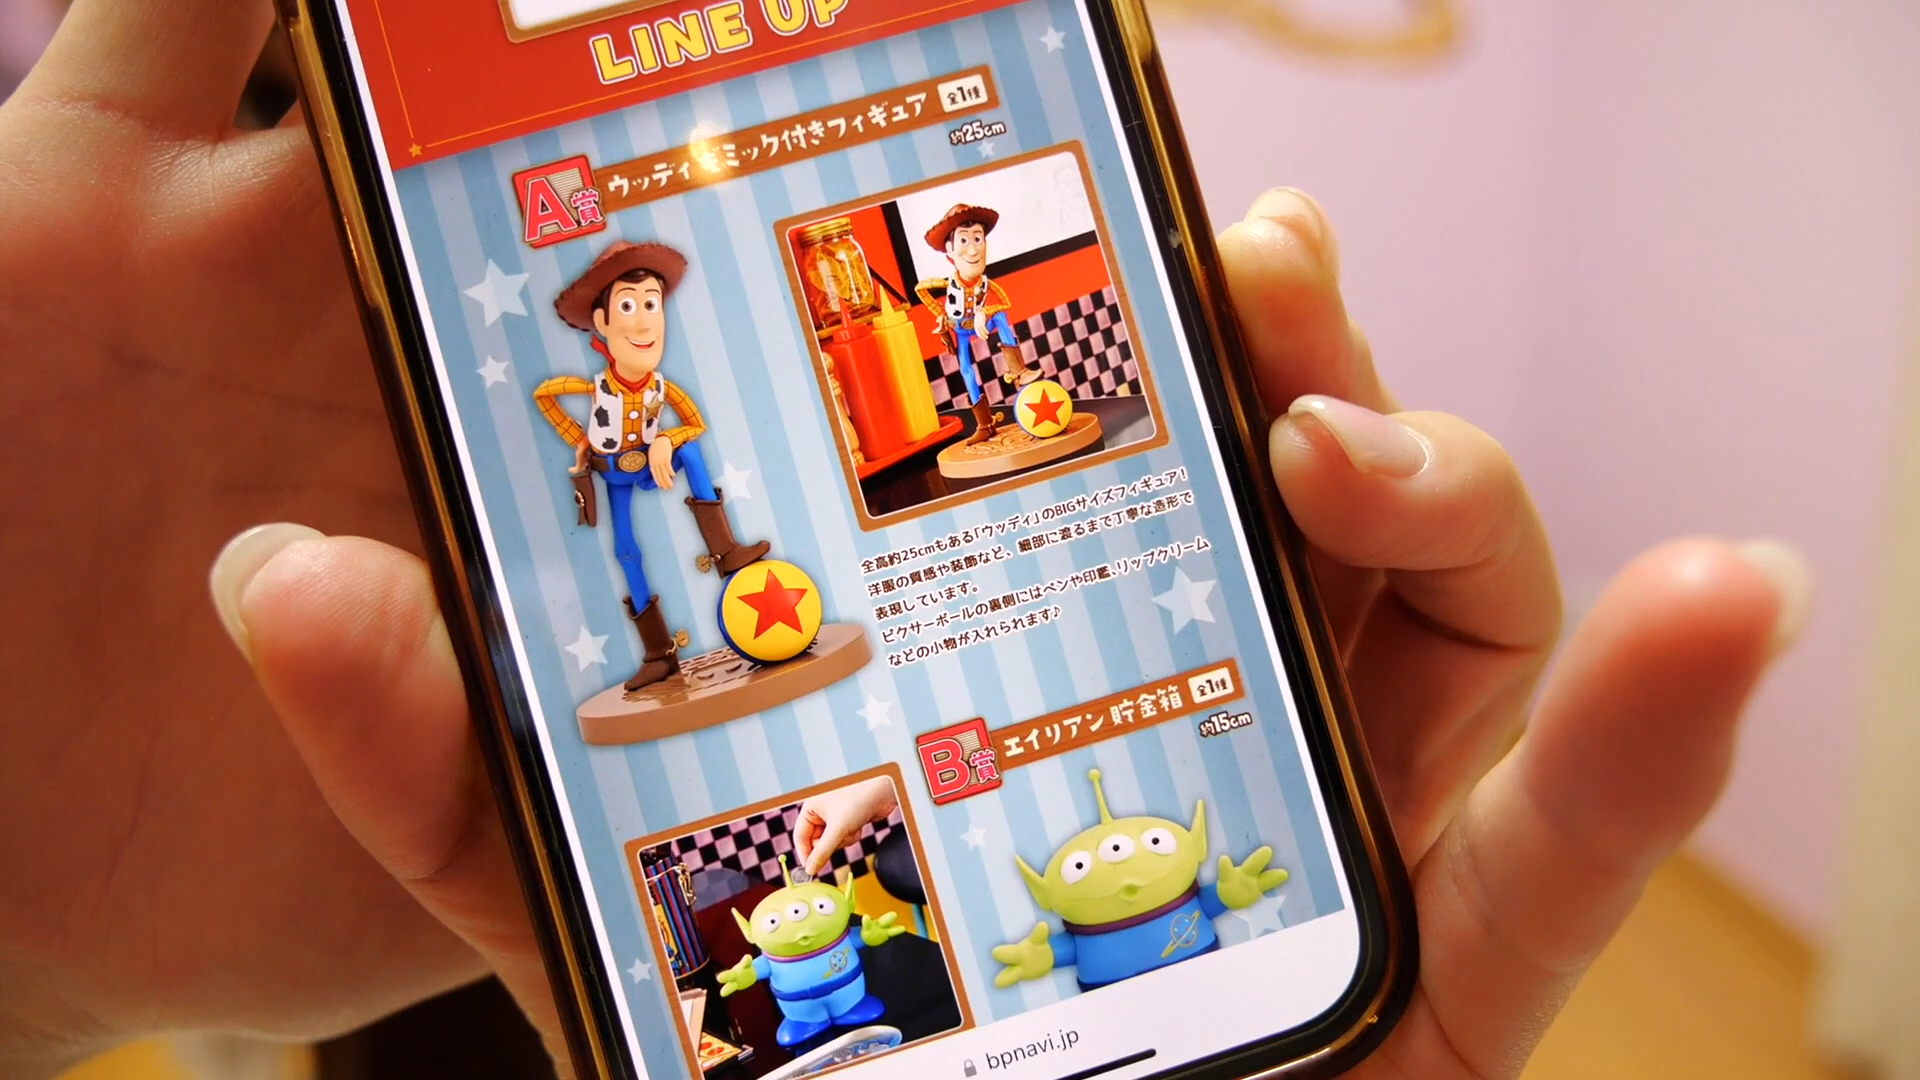 LINE UP
A賞 ウッディ ギミック付きフィギュア 全1種
約25cm
全高約25cmもある「ウッディ」のBIGサイズフィギュア!
洋服の質感や装飾など、細部に渡るまで丁寧な造形で
表現しています。
ピクサーボールの裏側にはペンや印鑑、リップクリーム
などの小物が入れられます♪
B賞 エイリアン 貯金箱 全1種
約15cm
bpnavi.jp